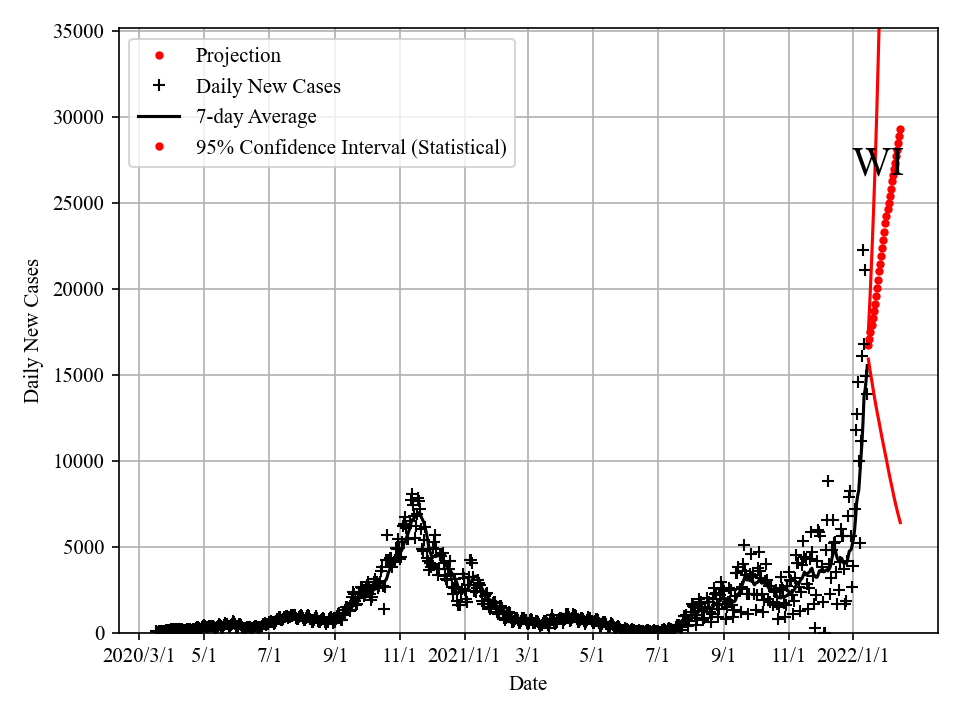 35000
30000
25000
20000
15000
10000
5000
0
Daily New Cases
Projection
Daily New Cases
7-day Average
95% Confidence Interval (Statistical)
WI
2020/3/1 5/1 7/1 9/1 11/1 2021/1/1 3/1 5/1 7/1 9/1 11/1 2022/1/1
Date